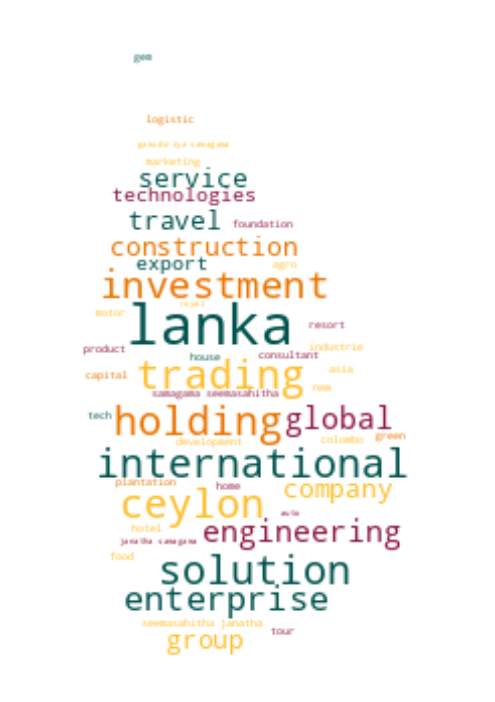 gem
logistic
gamidiriya samagama
marketing
service
technologies
travel foundation
construction
export agro
investment
royal
motor
lanka resort
product house consultant industrie
capital trading asia
samagama seemasahitha new
tech holding global
development colombo green
international
plantation home company
ceylon auto
hotel engineering
janatha samagama
food
solution
enterprise
seemasahitha janatha
group tour